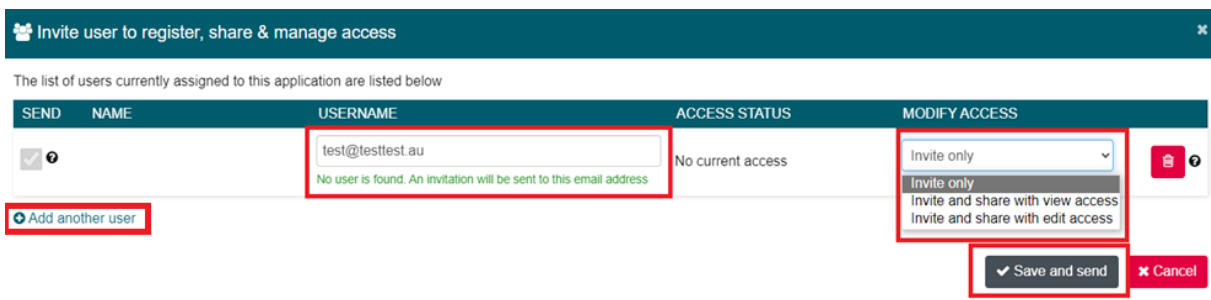 Invite user to register, share & manage access
The list of users currently assigned to this application are listed below
SEND NAME USERNAME ACCESS STATUS MODIFY ACCESS
test@testtest.au
No user is found. An invitation will be sent to this email address
No current access
Invite only
Invite only
Invite and share with view access
Invite and share with edit access
Add another user
Save and send
Cancel